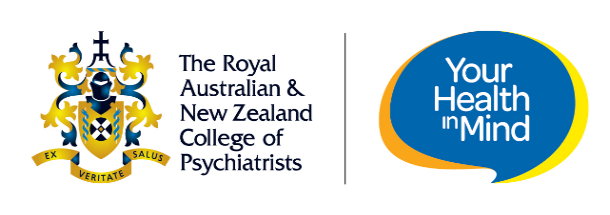 The Royal
Australian &
New Zealand
College of
Psychiatrists
EX VERITATE SALUS
Your
Health
in Mind